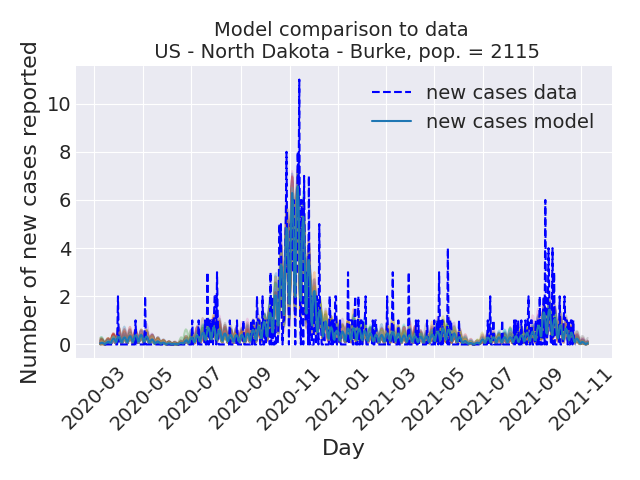 Model comparison to data
US - North Dakota - Burke, pop. = 2115
Number of new cases reported
10
8
6
4
2
0
new cases data
new cases model
2020-03
2020-05
2020-07
2020-09
2020-11
2021-01
2021-03
2021-05
2021-07
2021-09
2021-11
Day